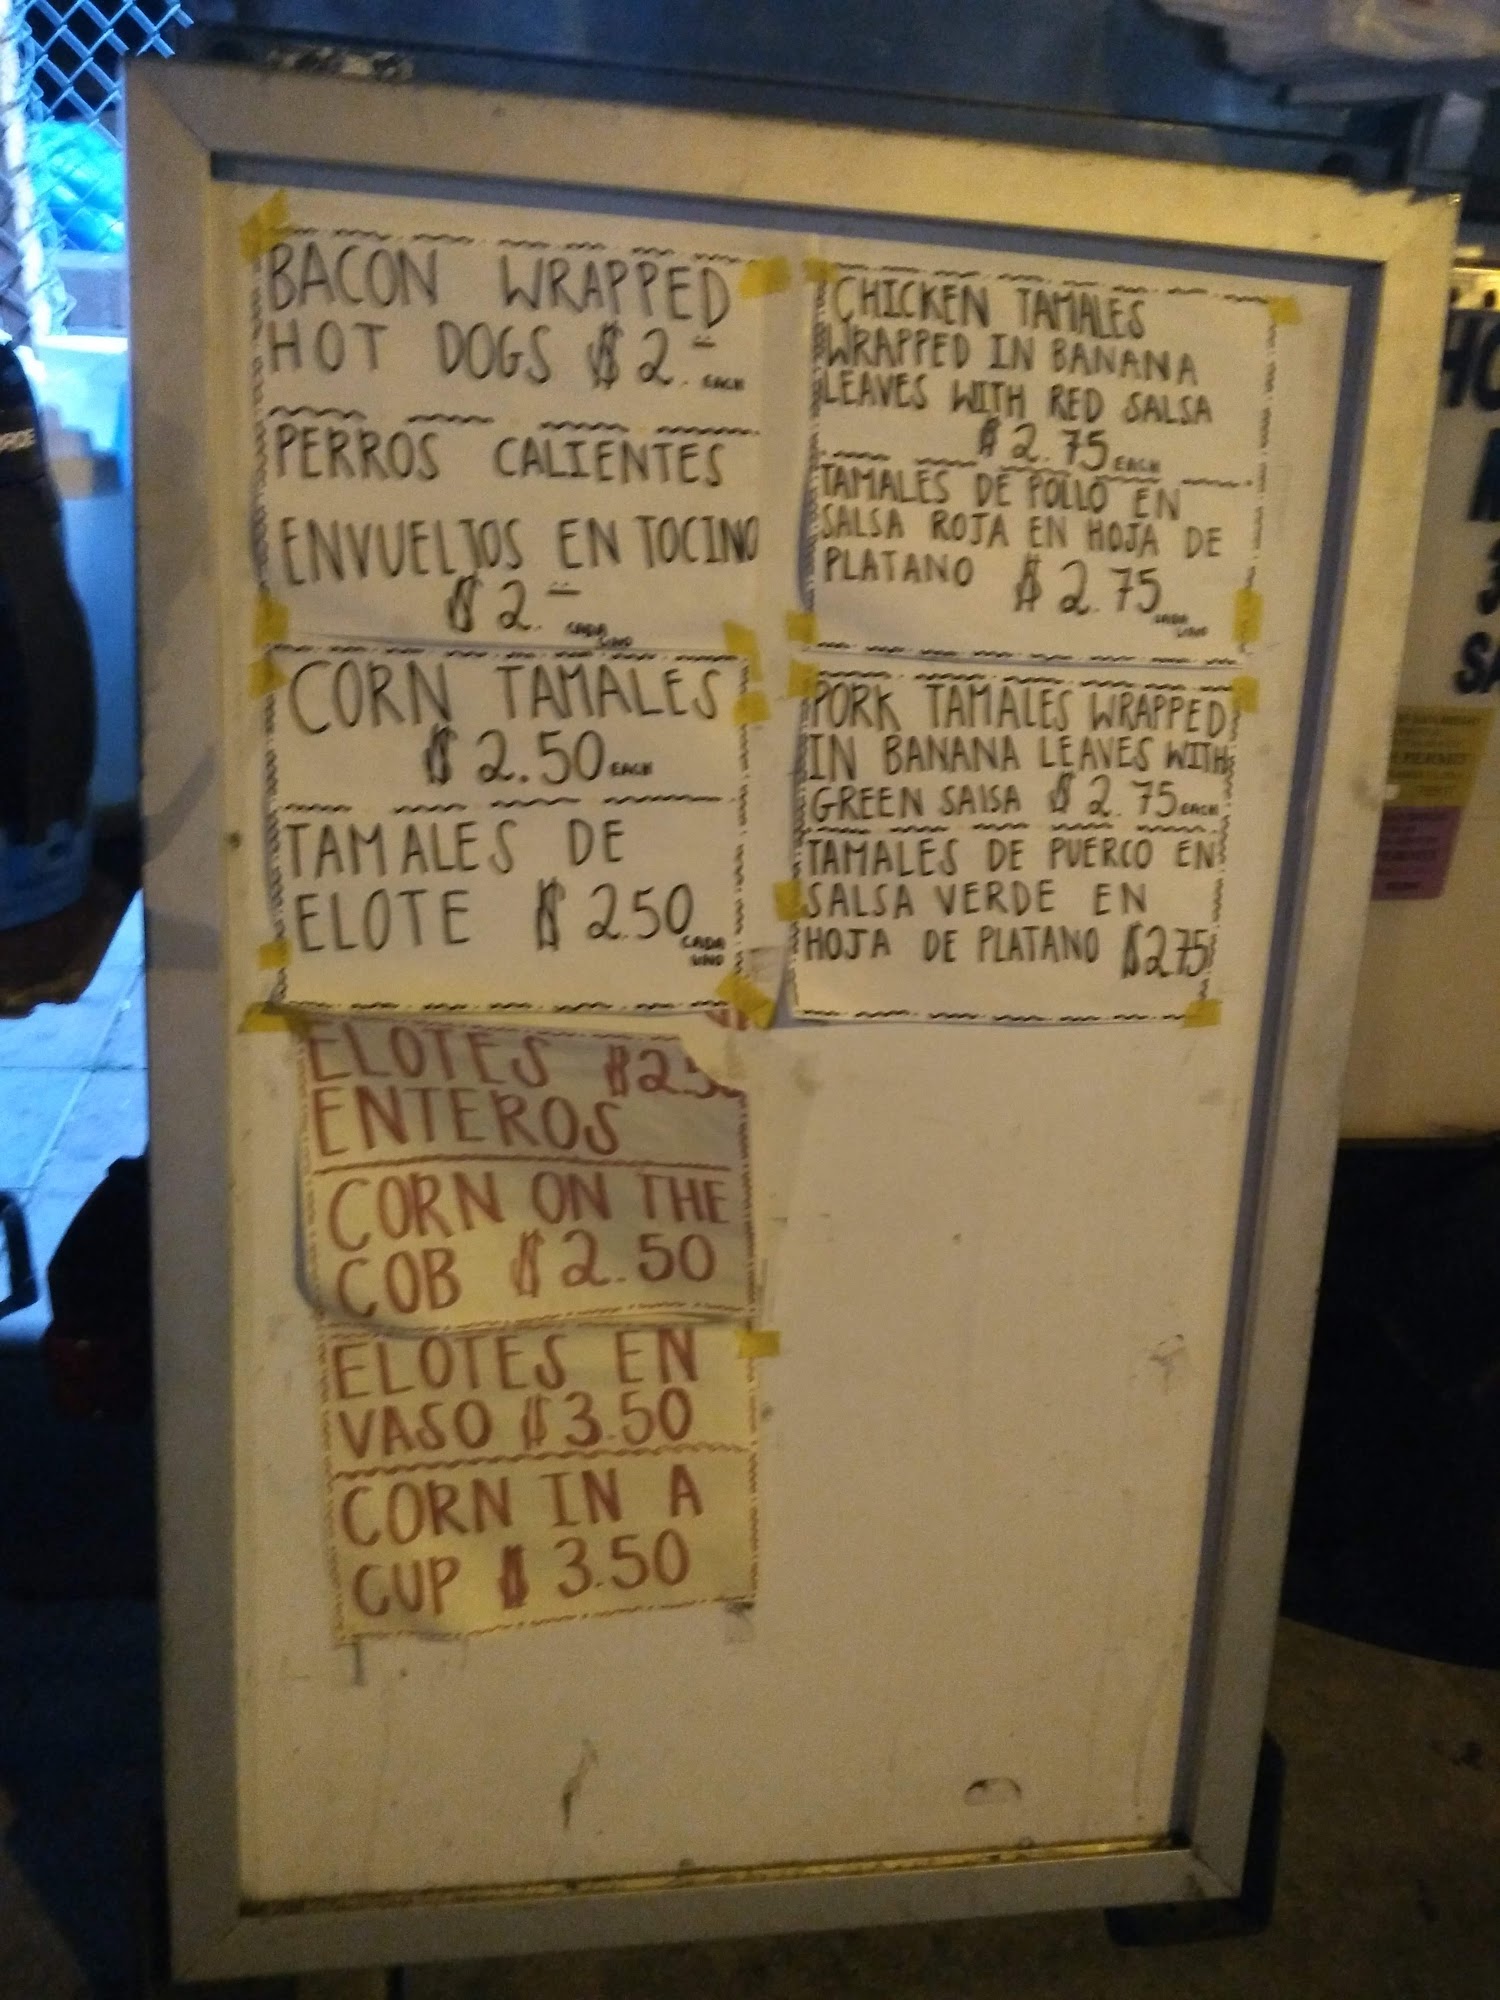 BACON WRAPPED
HOT DOGS $2.= EACH
PERROS CALIENTES
ENVUELTOS EN TOCINO
$2.= CADA UNO
CORN TAMALES
$2.50 EACH
TAMALES DE
ELOTE $2.50 CADA UNO
ELOTES $2.50
ENTEROS
CORN ON THE
COB $2.50
ELOTES EN
VASO $3.50
CORN IN A
CUP $3.50
CHICKEN TAMALES
WRAPPED IN BANANA
LEAVES WITH RED SALSA
$2.75 EACH
TAMALES DE POLLO EN
SALSA ROJA EN HOJA DE
PLATANO $2.75 CADA UNO
PORK TAMALES WRAPPED
IN BANANA LEAVES WITH
GREEN SALSA $2.75 EACH
TAMALES DE PUERCO EN
SALSA VERDE EN
HOJA DE PLATANO $2.75